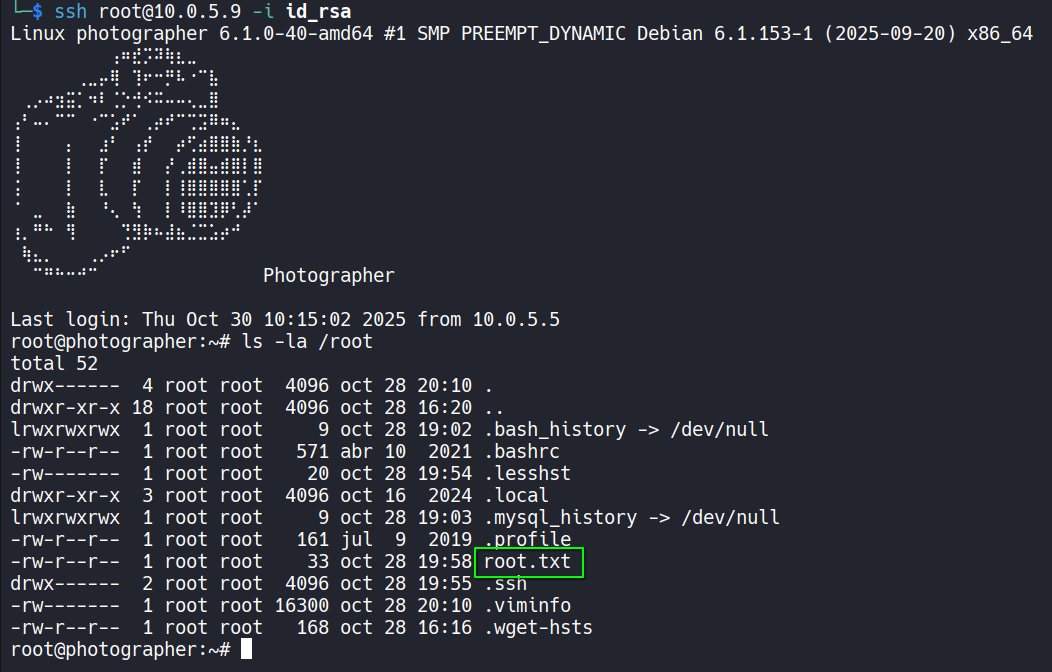 └─$ ssh root@10.0.5.9 -i id_rsa
Linux photographer 6.1.0-40-amd64 #1 SMP PREEMPT_DYNAMIC Debian 6.1.153-1 (2025-09-20) x86_64
Photographer
Last login: Thu Oct 30 10:15:02 2025 from 10.0.5.5
root@photographer:~# ls -la /root
total 52
drwx------  4 root root  4096 oct 28 20:10 .
drwxr-xr-x 18 root root  4096 oct 28 16:20 ..
lrwxrwxrwx  1 root root     9 oct 28 19:02 .bash_history -> /dev/null
-rw-r--r--  1 root root   571 abr 10  2021 .bashrc
-rw-------  1 root root    20 oct 28 19:54 .lesshst
drwxr-xr-x  3 root root  4096 oct 16  2024 .local
lrwxrwxrwx  1 root root     9 oct 28 19:03 .mysql_history -> /dev/null
-rw-r--r--  1 root root   161 jul  9  2019 .profile
-rw-r--r--  1 root root    33 oct 28 19:58 root.txt
drwx------  2 root root  4096 oct 28 19:55 .ssh
-rw-------  1 root root 16300 oct 28 20:10 .viminfo
-rw-r--r--  1 root root   168 oct 28 16:16 .wget-hsts
root@photographer:~#